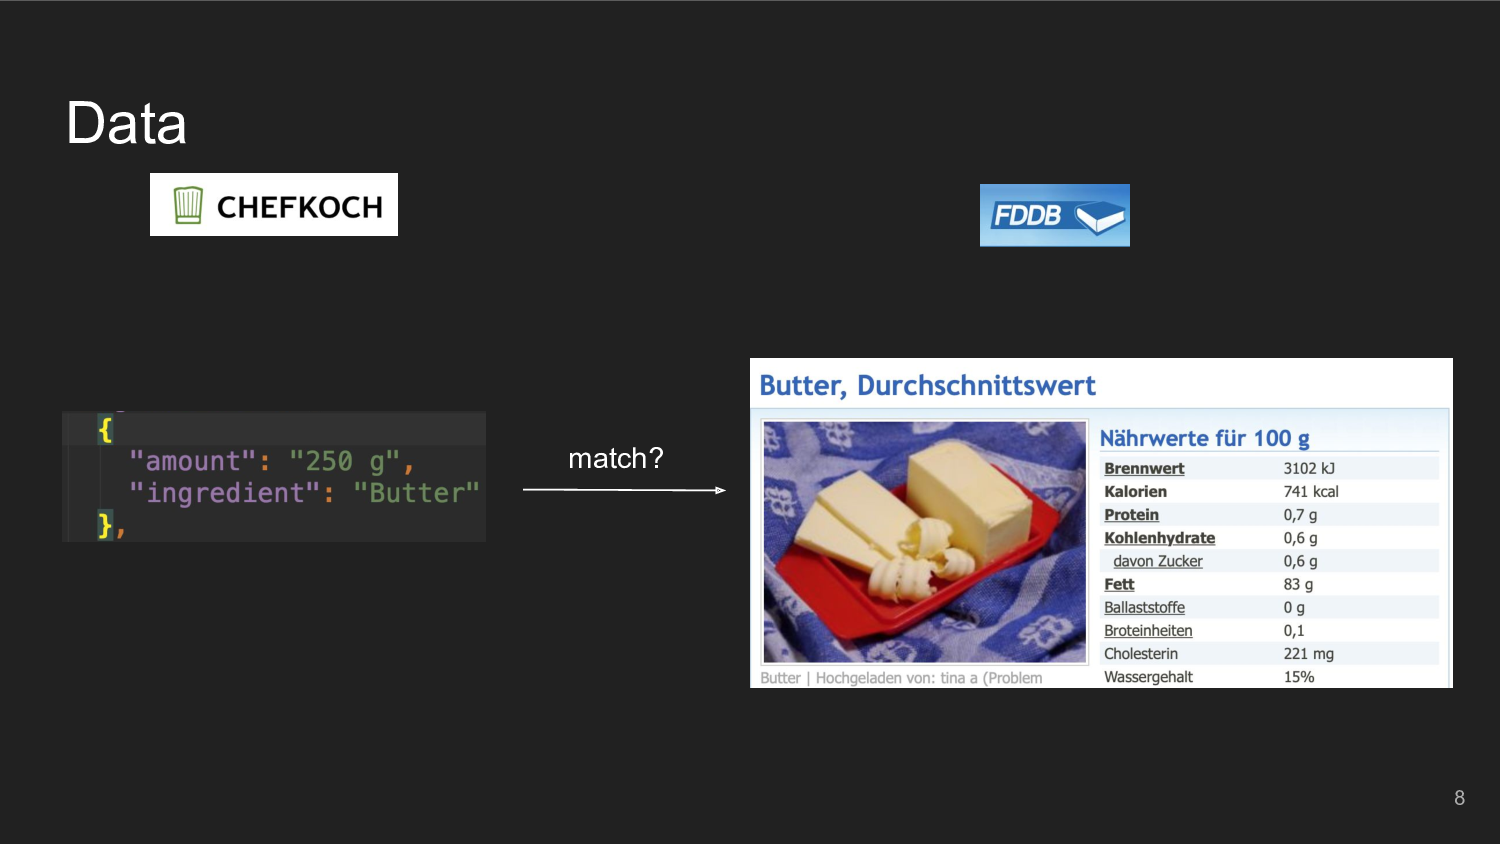 Data
CHEFKOCH
FDDB
{
"amount": "250 g",
"ingredient": "Butter"
},
match?
Butter, Durchschnittswert
Nährwerte für 100 g
Brennwert 3102 kJ
Kalorien 741 kcal
Protein 0,7 g
Kohlenhydrate 0,6 g
davon Zucker 0,6 g
Fett 83 g
Ballaststoffe 0 g
Broteinheiten 0,1
Cholesterin 221 mg
Wassergehalt 15%
Butter | Hochgeladen von: tina a (Problem
8